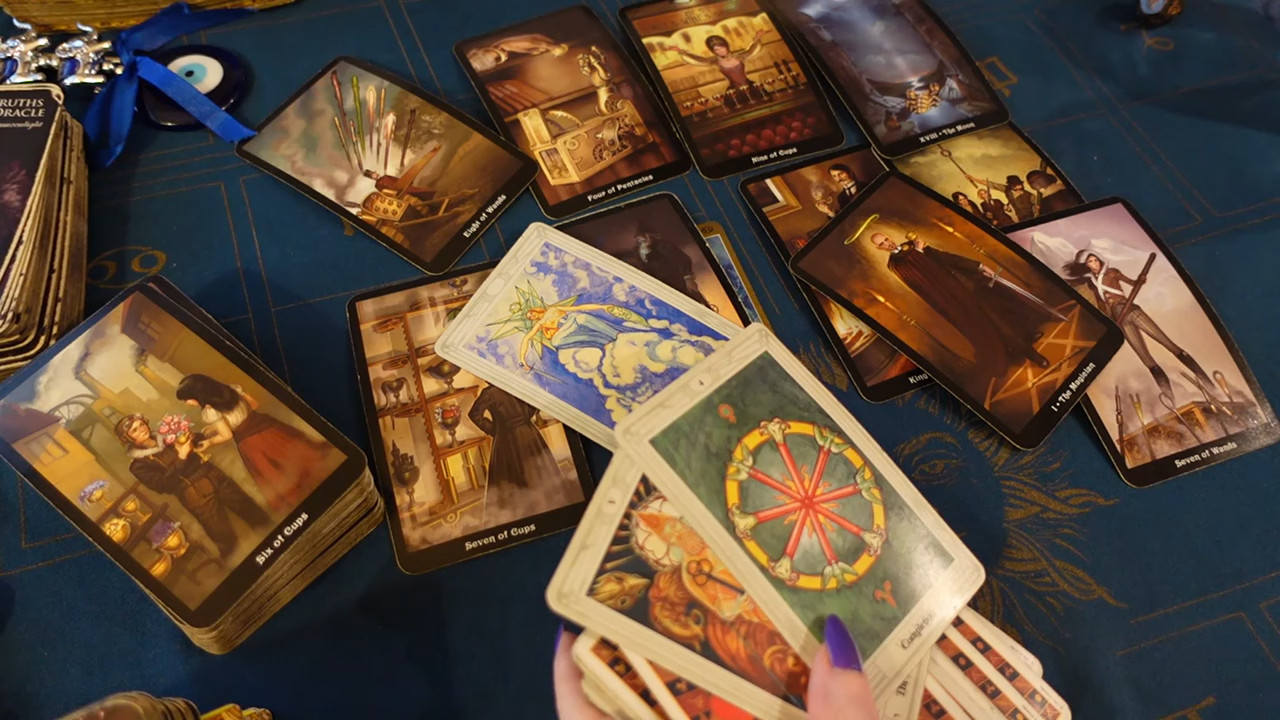 RUTHS
ORACLE
Eight of Wands
Four of Pentacles
Nine of Cups
XVIII • The Moon
Six of Cups
Seven of Cups
King
I • The Magician
Seven of Wands